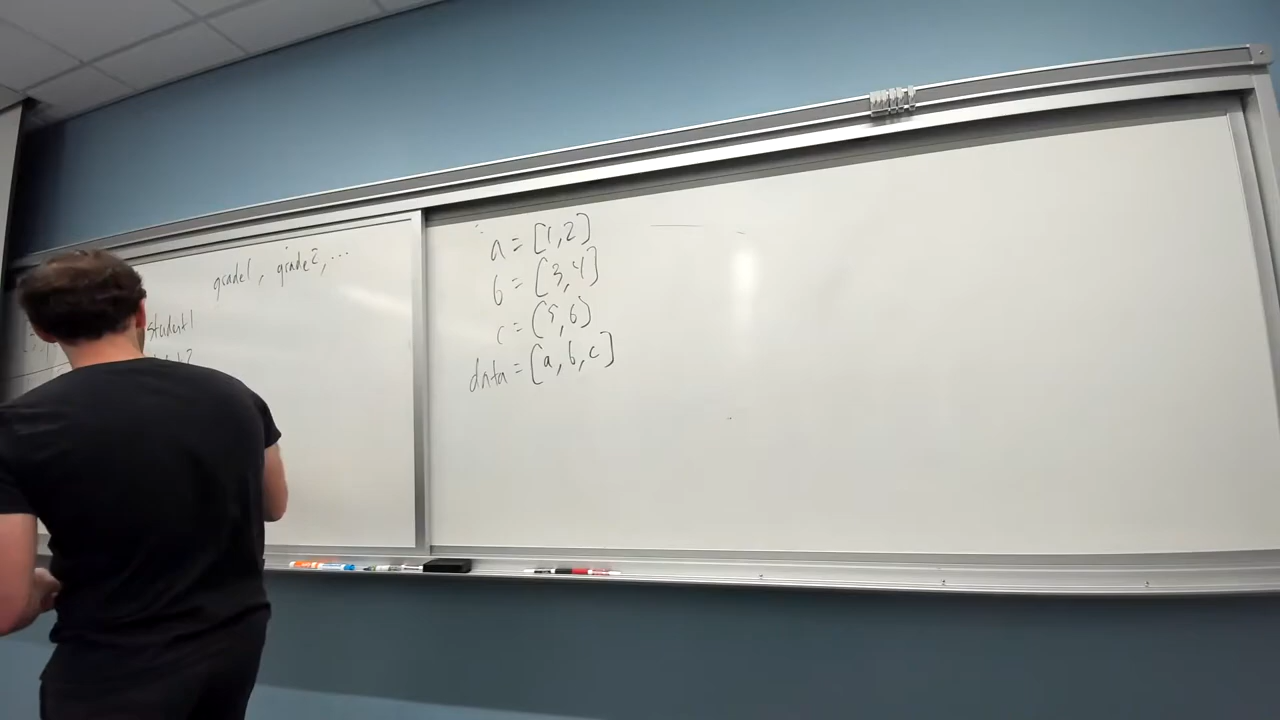 grade1, grade2, ...
student1
a = [1,2]
b = [3,4]
c = [5,6]
data = [a, b, c]